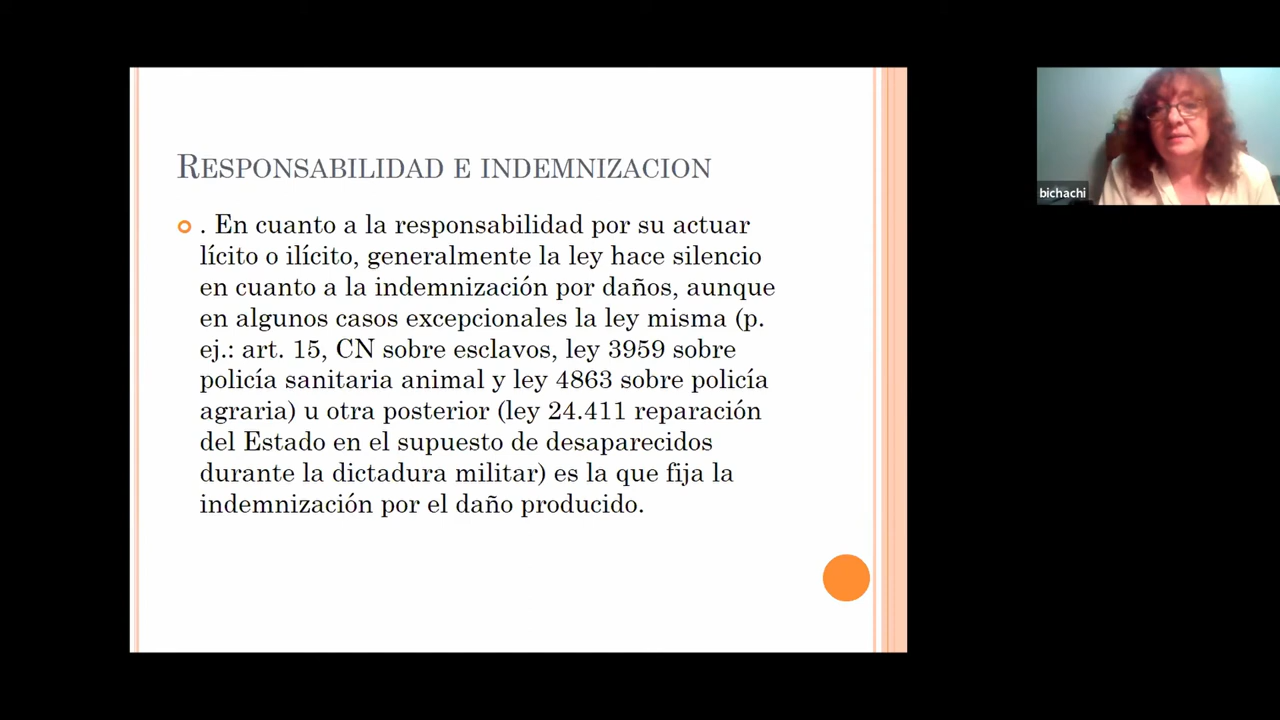 RESPONSABILIDAD E INDEMNIZACION
. En cuanto a la responsabilidad por su actuar
lícito o ilícito, generalmente la ley hace silencio
en cuanto a la indemnización por daños, aunque
en algunos casos excepcionales la ley misma (p.
ej.: art. 15, CN sobre esclavos, ley 3959 sobre
policía sanitaria animal y ley 4863 sobre policía
agraria) u otra posterior (ley 24.411 reparación
del Estado en el supuesto de desaparecidos
durante la dictadura militar) es la que fija la
indemnización por el daño producido.
bichachi